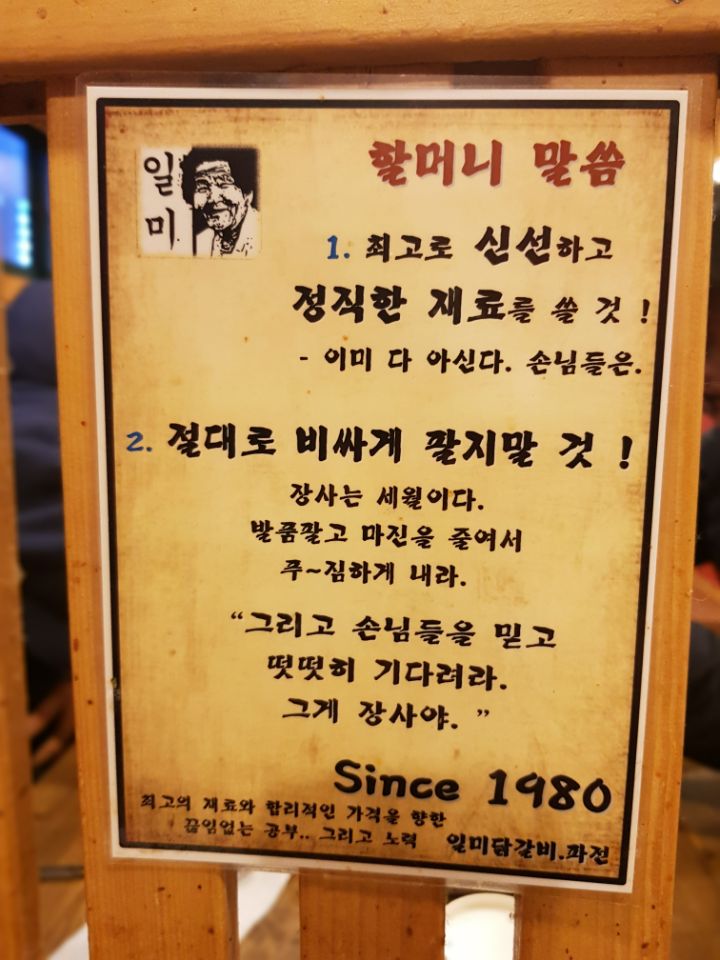 일
미
할머니 말씀
1. 최고로 신선하고
정직한 재료를 쓸 것 !
- 이미 다 아신다. 손님들은.
2. 절대로 비싸게 팔지말 것 !
장사는 세월이다.
발품팔고 마진을 줄여서
푸~짐하게 내라.
“그리고 손님들을 믿고
떳떳히 기다려라.
그게 장사야. ”
Since 1980
최고의 재료와 합리적인 가격을 향한
끊임없는 공부.. 그리고 노력
일미닭갈비.파전